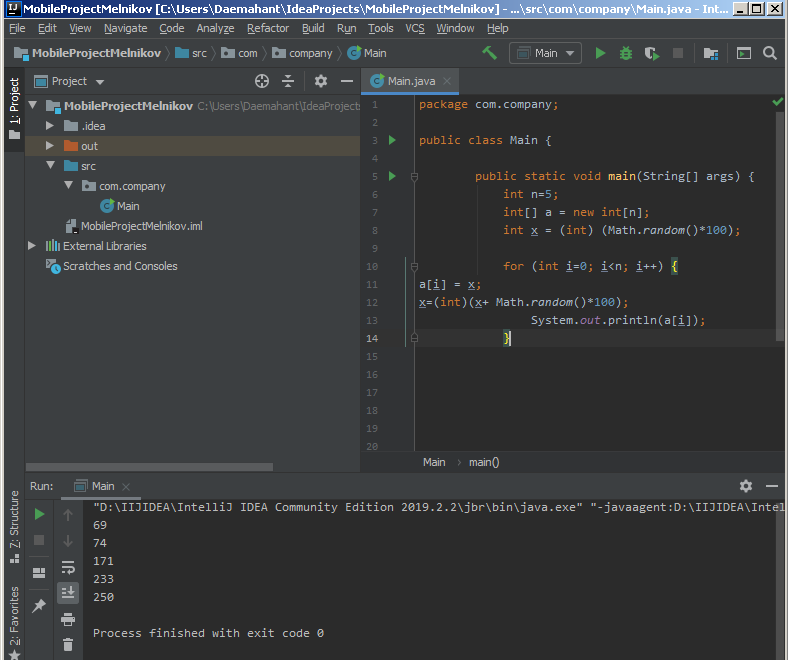 MobileProjectMelnikov [C:\Users\Daemahant\IdeaProjects\MobileProjectMelnikov] - ...\src\com\company\Main.java - Int...
File Edit View Navigate Code Analyze Refactor Build Run Tools VCS Window Help
MobileProjectMelnikov src com company Main Main
1: Project
Project
Main.java
MobileProjectMelnikov C:\Users\Daemahant\IdeaProjects
.idea
out
src
com.company
Main
MobileProjectMelnikov.iml
External Libraries
Scratches and Consoles
1 package com.company;
2
3 public class Main {
4
5 public static void main(String[] args) {
6 int n=5;
7 int[] a = new int[n];
8 int x = (int) (Math.random()*100);
9
10 for (int i=0; i<n; i++) {
11 a[i] = x;
12 x=(int)(x+ Math.random()*100);
13 System.out.println(a[i]);
14 }
15
16
17
18
19
20
Main main()
Run: Main
Z: Structure
2: Favorites
"D:\IIJIDEA\IntelliJ IDEA Community Edition 2019.2.2\jbr\bin\java.exe" "-javaagent:D:\IIJIDEA\Intel
69
74
171
233
250
Process finished with exit code 0